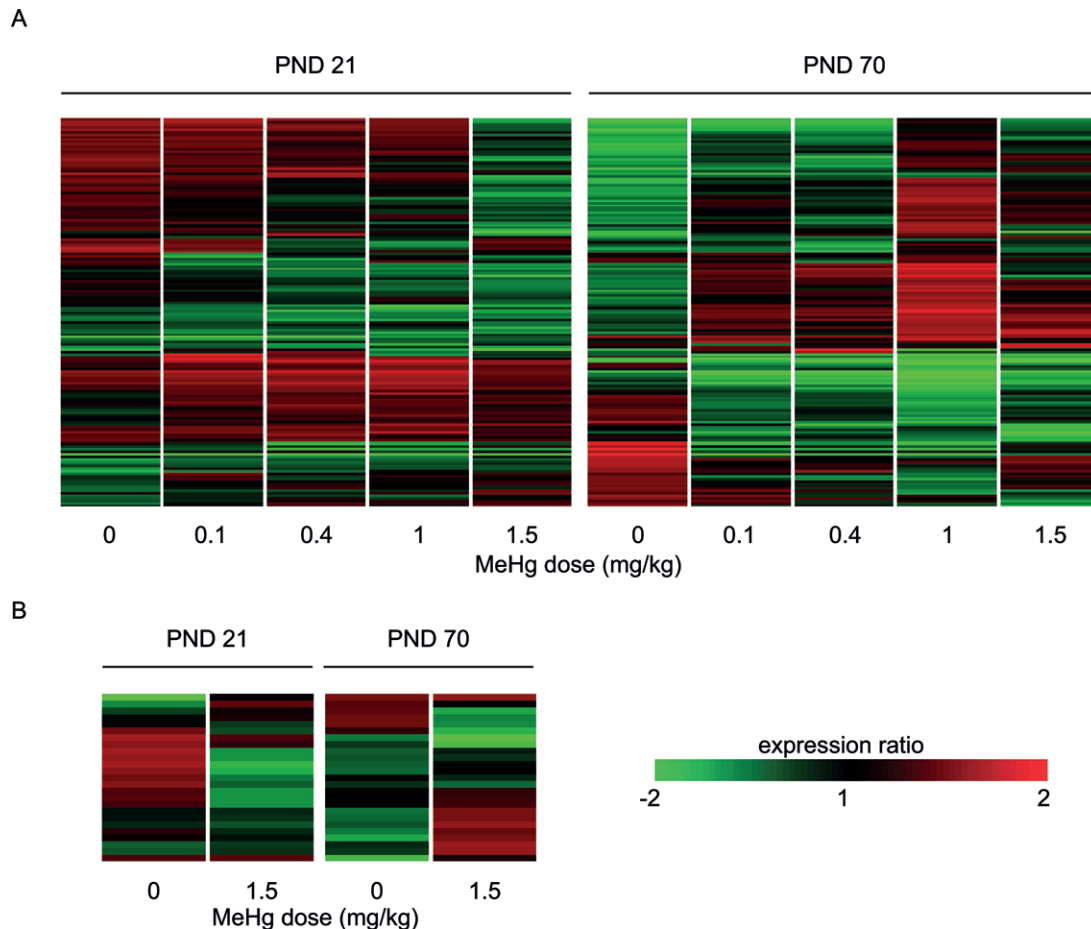 A
PND 21 PND 70
0 0.1 0.4 1 1.5 0 0.1 0.4 1 1.5
MeHg dose (mg/kg)
B
PND 21 PND 70
expression ratio
-2 1 2
0 1.5 0 1.5
MeHg dose (mg/kg)